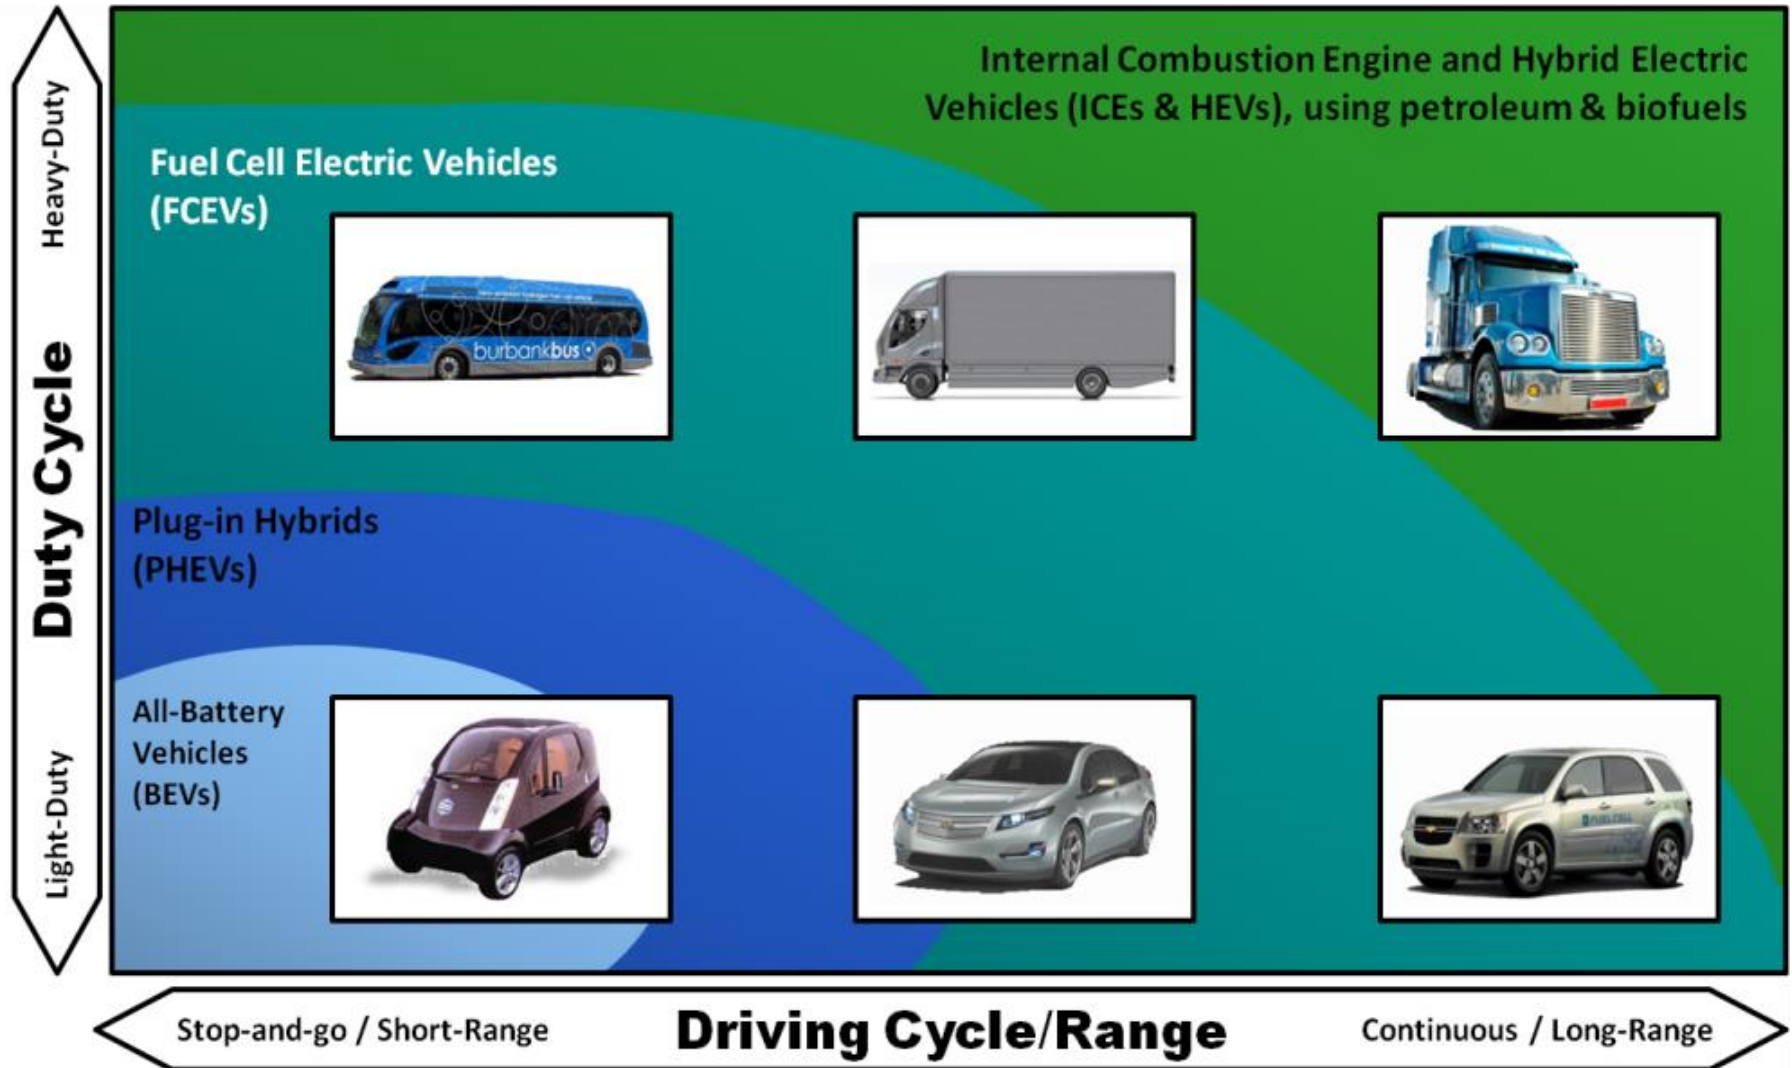 Heavy-Duty
Duty Cycle
Light-Duty
Internal Combustion Engine and Hybrid Electric
Vehicles (ICEs & HEVs), using petroleum & biofuels
Fuel Cell Electric Vehicles
(FCEVs)
burbankbus
Plug-in Hybrids
(PHEVs)
All-Battery
Vehicles
(BEVs)
FUELCELL
Stop-and-go / Short-Range
Driving Cycle/Range
Continuous / Long-Range